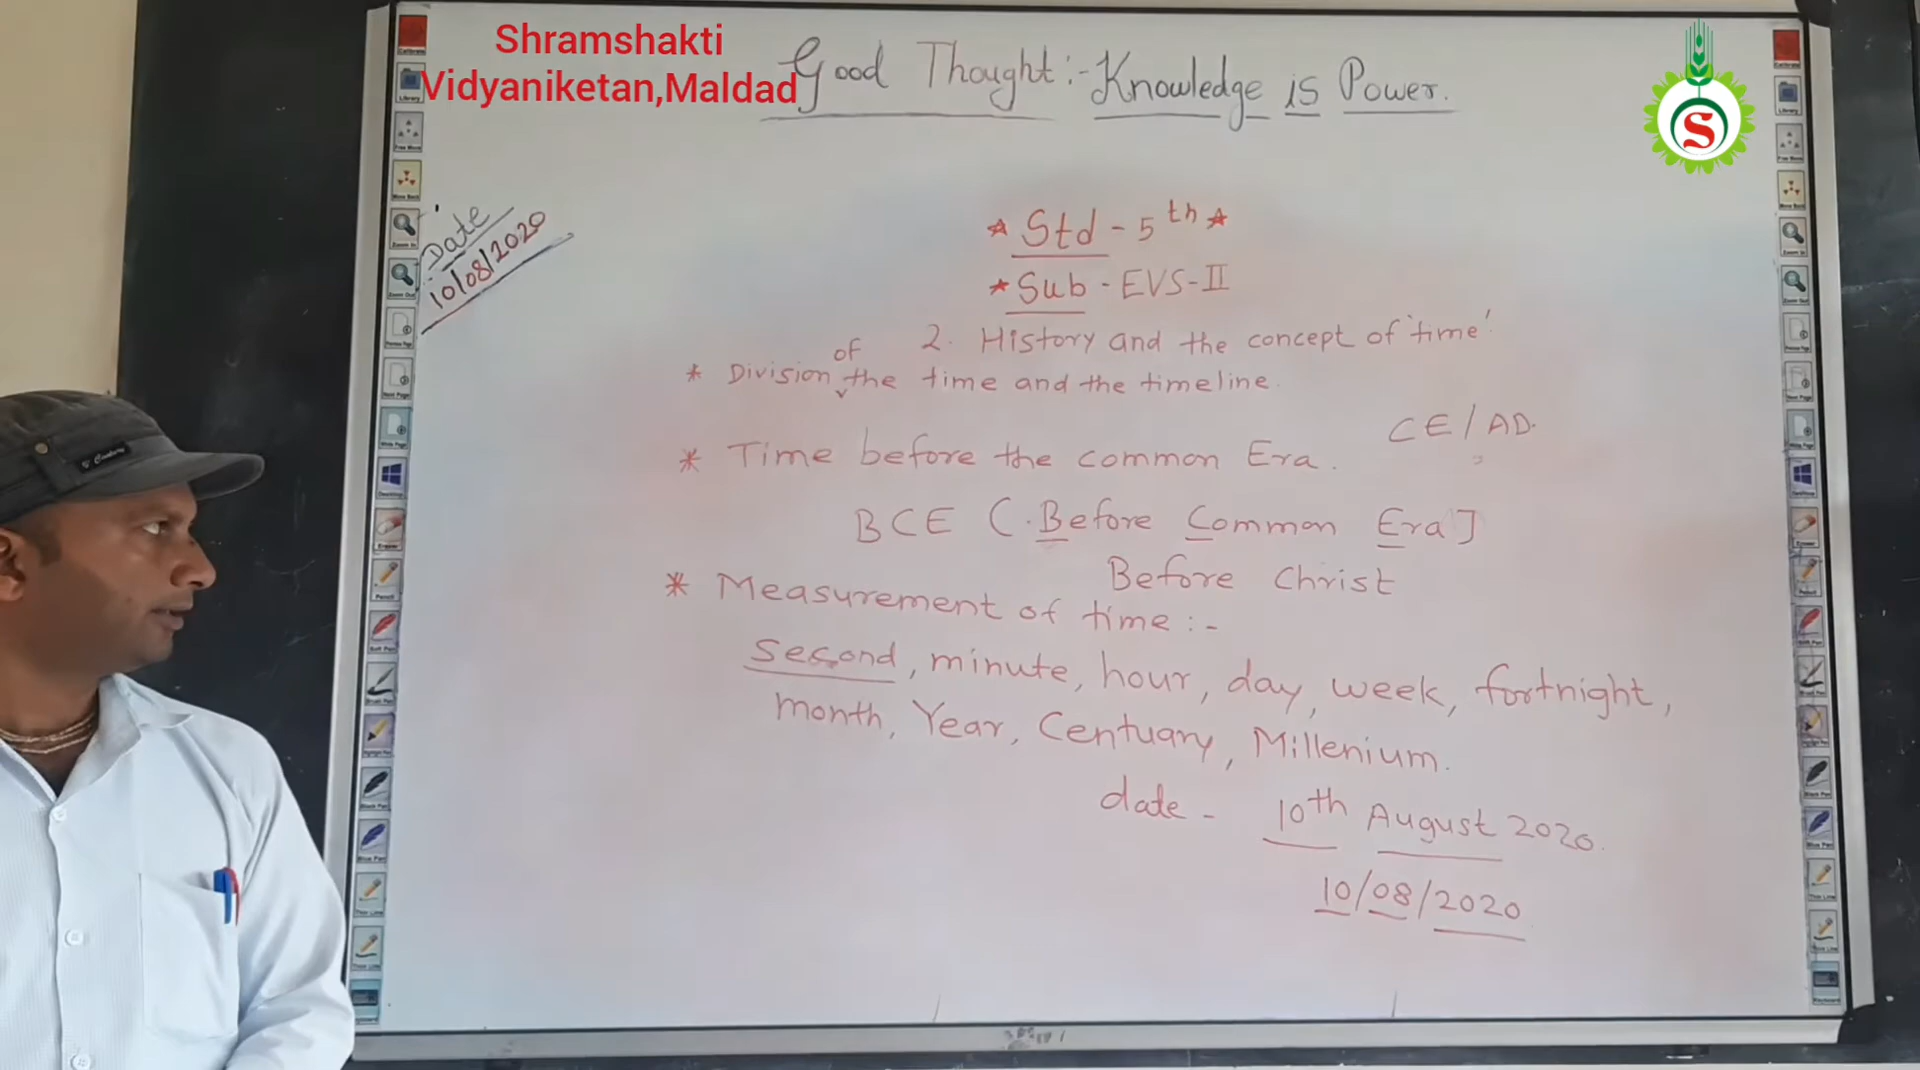 Shramshakti
Vidyaniketan,Maldad
Good Thought :- Knowledge is Power.
S
Date
10/08/2020
* Std - 5th *
* Sub - EVS-II
2. History and the concept of 'time'
* Division of the time and the timeline.
CE/AD.
* Time before the common Era.
BCE (Before Common Era]
Before Christ
* Measurement of time :-
Second, minute, hour, day, week, fortnight,
month, Year, Centuary, Millenium.
date - 10th August 2020.
10/08/2020